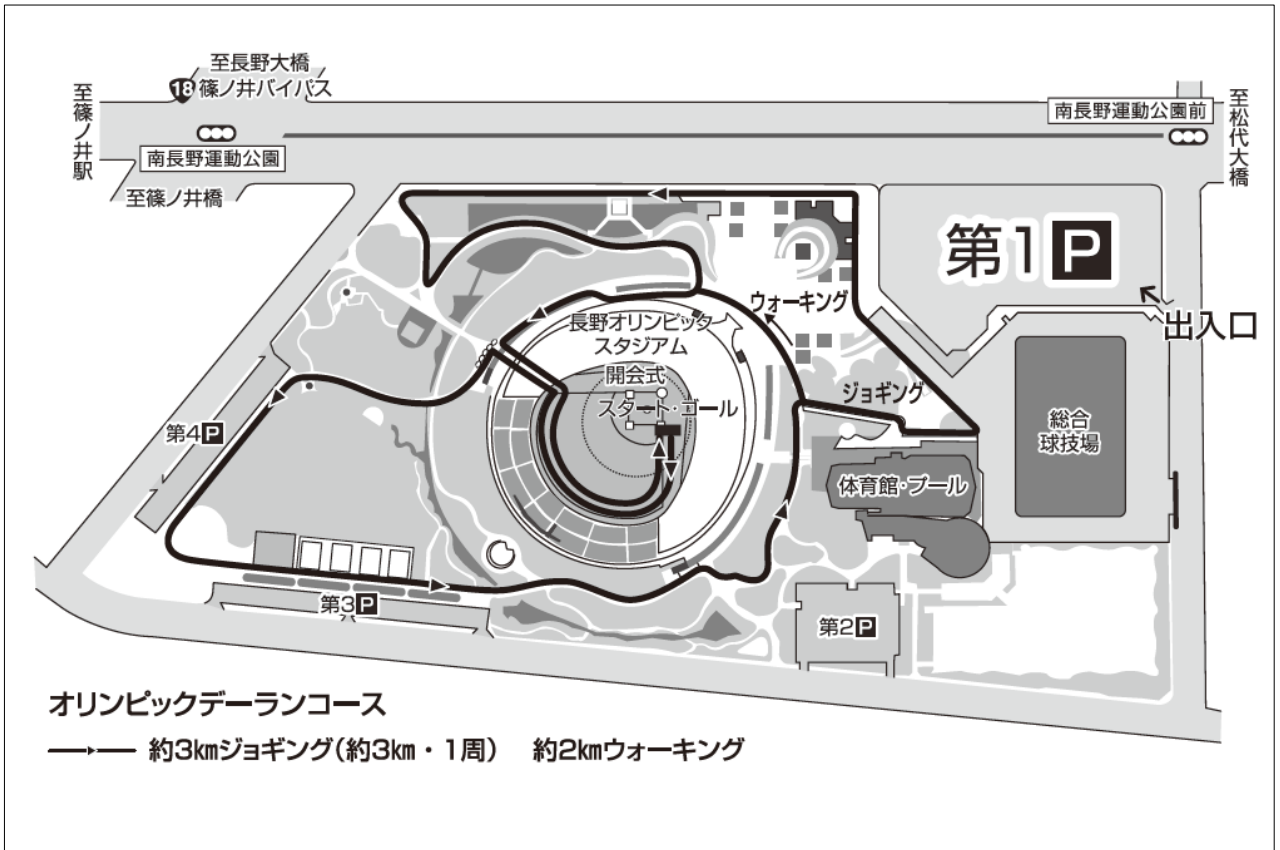 至長野大橋
18 篠ノ井バイパス
至篠ノ井駅
南長野運動公園
至篠ノ井橋
南長野運動公園前
至松代大橋
第1P
出入口
ウォーキング
長野オリンピック
スタジアム
開会式
スタート・ゴール
ジョギング
総合
球技場
体育館・プール
第4P
第3P
第2P
オリンピックデーランコース
約3kmジョギング(約3km・1周) 約2kmウォーキング